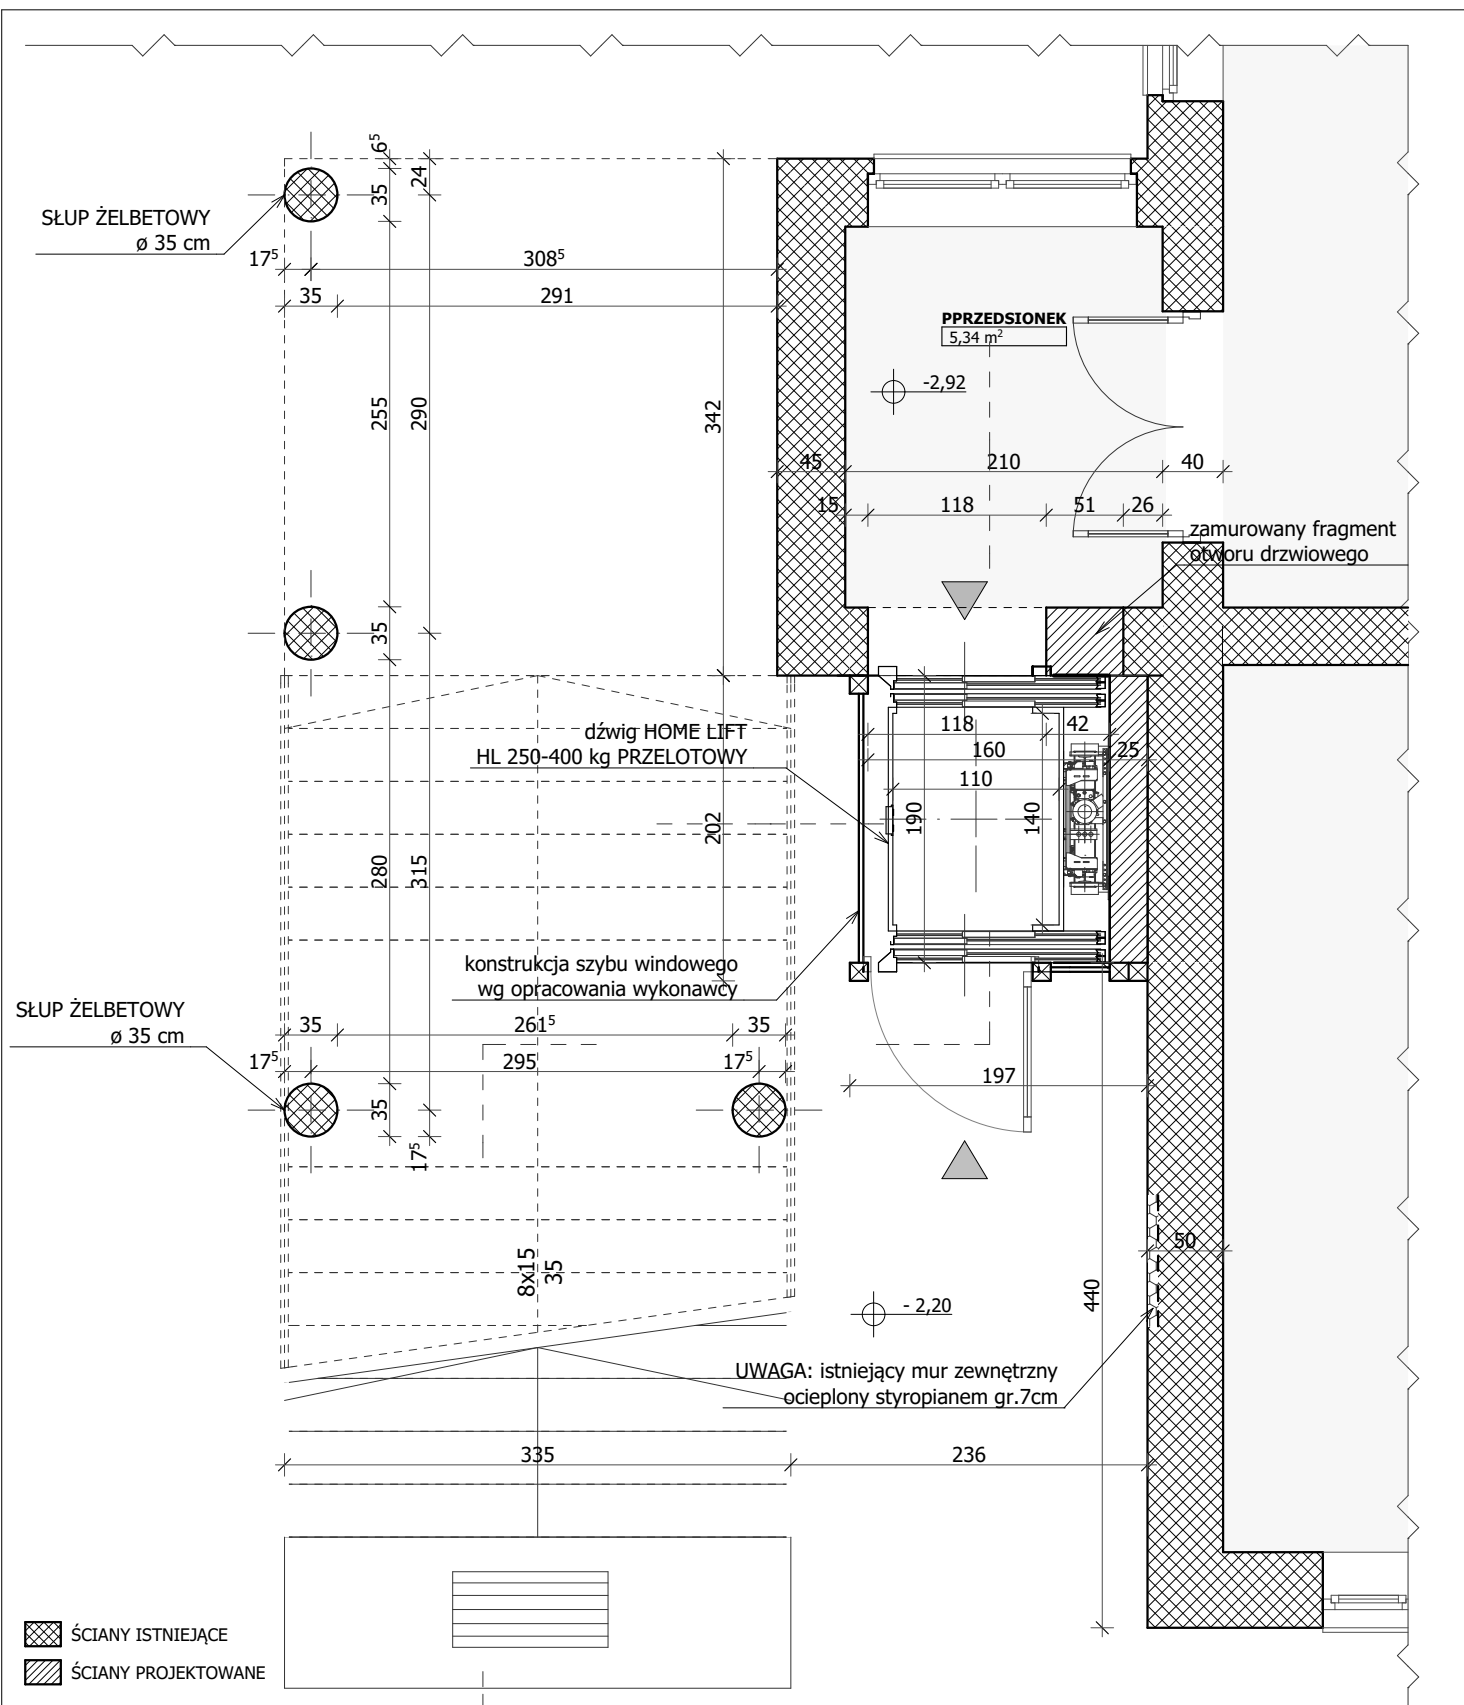 6⁵
35
24
SŁUP ŻELBETOWY
ø 35 cm
17⁵
308⁵
35
291
PPRZEDSIONEK
5,34 m²
-2,92
255
290
342
45
210
40
15
118
51
26
zamurowany fragment
otworu drzwiowego
35
dźwig HOME LIFT
HL 250-400 kg PRZELOTOWY
118
42
160
25
110
190
140
202
280
315
konstrukcja szybu windowego
wg opracowania wykonawcy
SŁUP ŻELBETOWY
ø 35 cm
35
261⁵
35
17⁵
295
17⁵
197
35
17⁵
50
8x15
35
440
- 2,20
UWAGA: istniejący mur zewnętrzny
ocieplony styropianem gr.7cm
335
236
ŚCIANY ISTNIEJĄCE
ŚCIANY PROJEKTOWANE